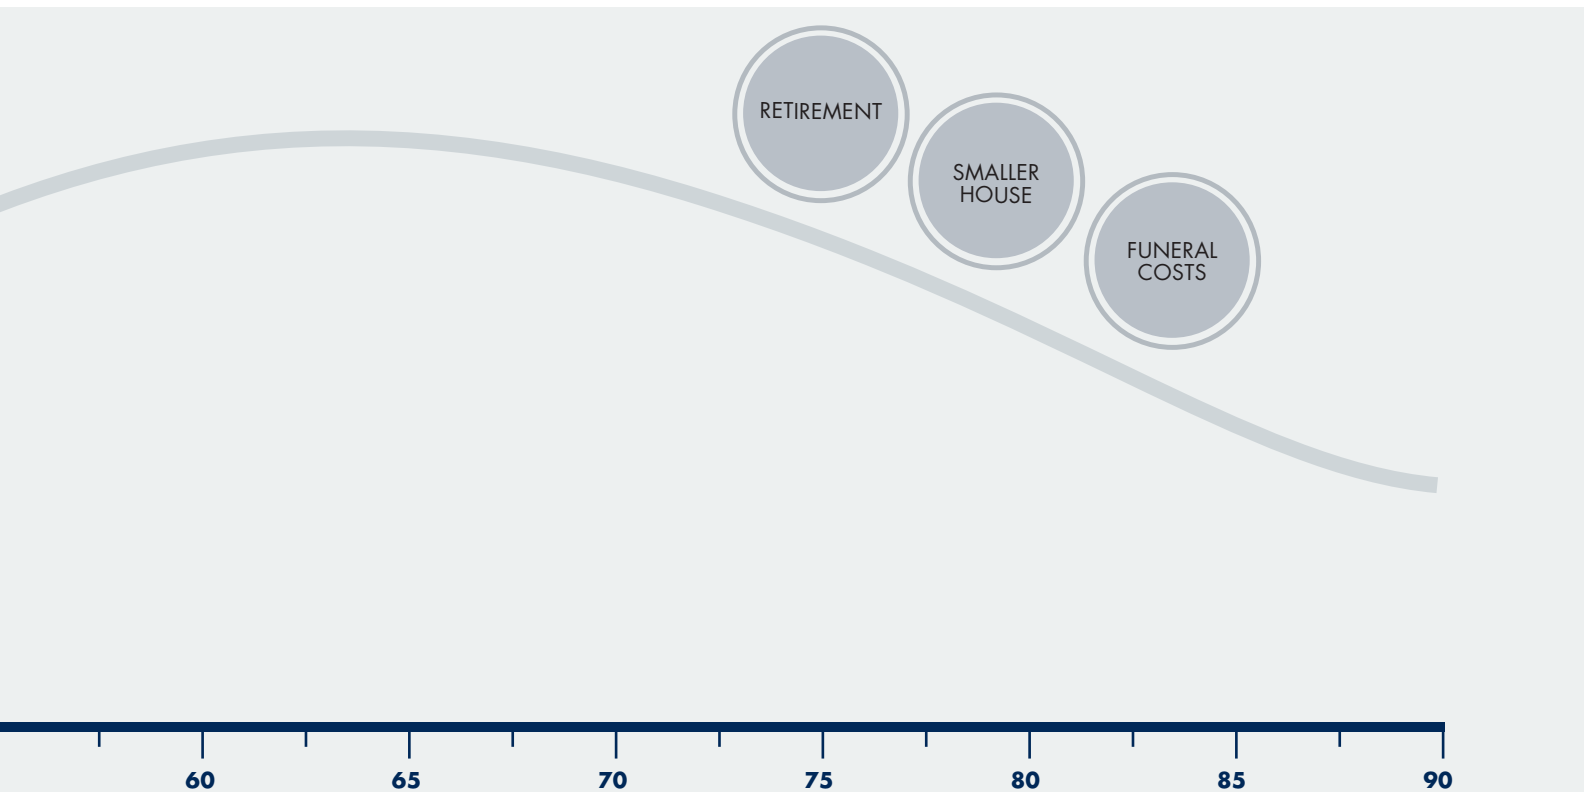 RETIREMENT
SMALLER
HOUSE
FUNERAL
COSTS
60 65 70 75 80 85 90